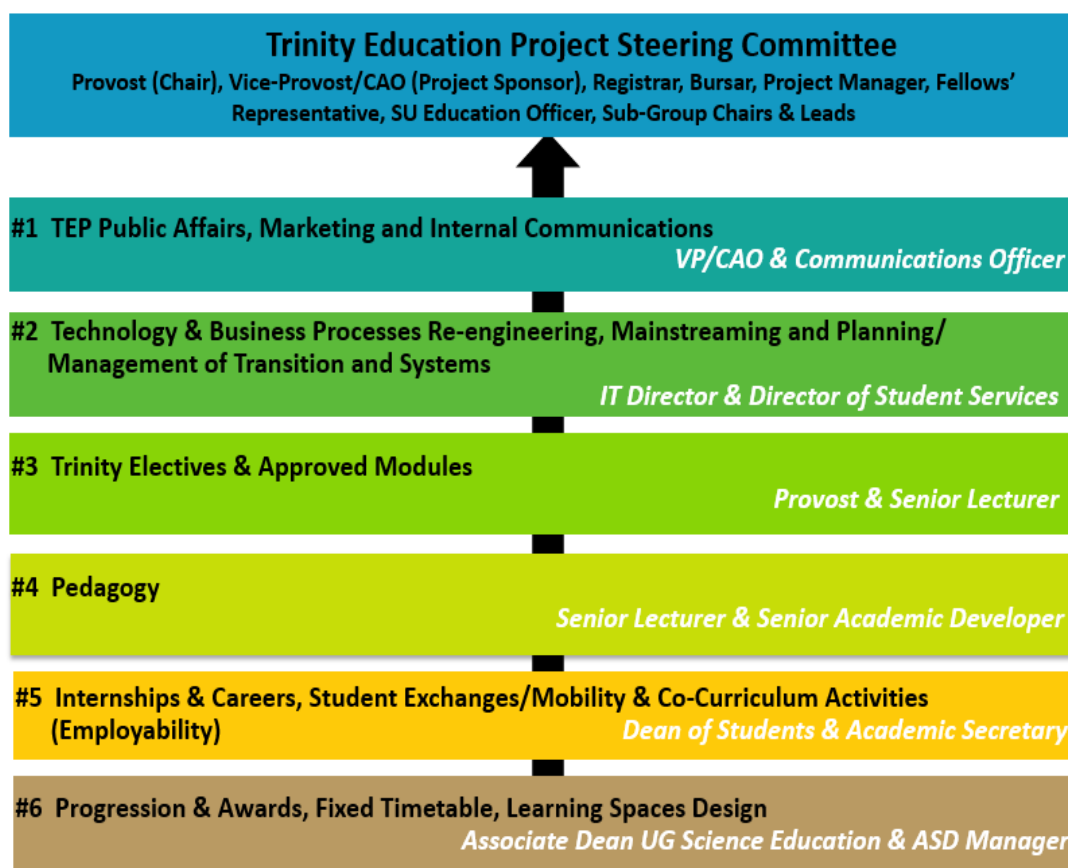 Trinity Education Project Steering Committee
Provost (Chair), Vice-Provost/CAO (Project Sponsor), Registrar, Bursar, Project Manager, Fellows’
Representative, SU Education Officer, Sub-Group Chairs & Leads
#1 TEP Public Affairs, Marketing and Internal Communications
VP/CAO & Communications Officer
#2 Technology & Business Processes Re-engineering, Mainstreaming and Planning/
Management of Transition and Systems
IT Director & Director of Student Services
#3 Trinity Electives & Approved Modules
Provost & Senior Lecturer
#4 Pedagogy
Senior Lecturer & Senior Academic Developer
#5 Internships & Careers, Student Exchanges/Mobility & Co-Curriculum Activities
(Employability)
Dean of Students & Academic Secretary
#6 Progression & Awards, Fixed Timetable, Learning Spaces Design
Associate Dean UG Science Education & ASD Manager